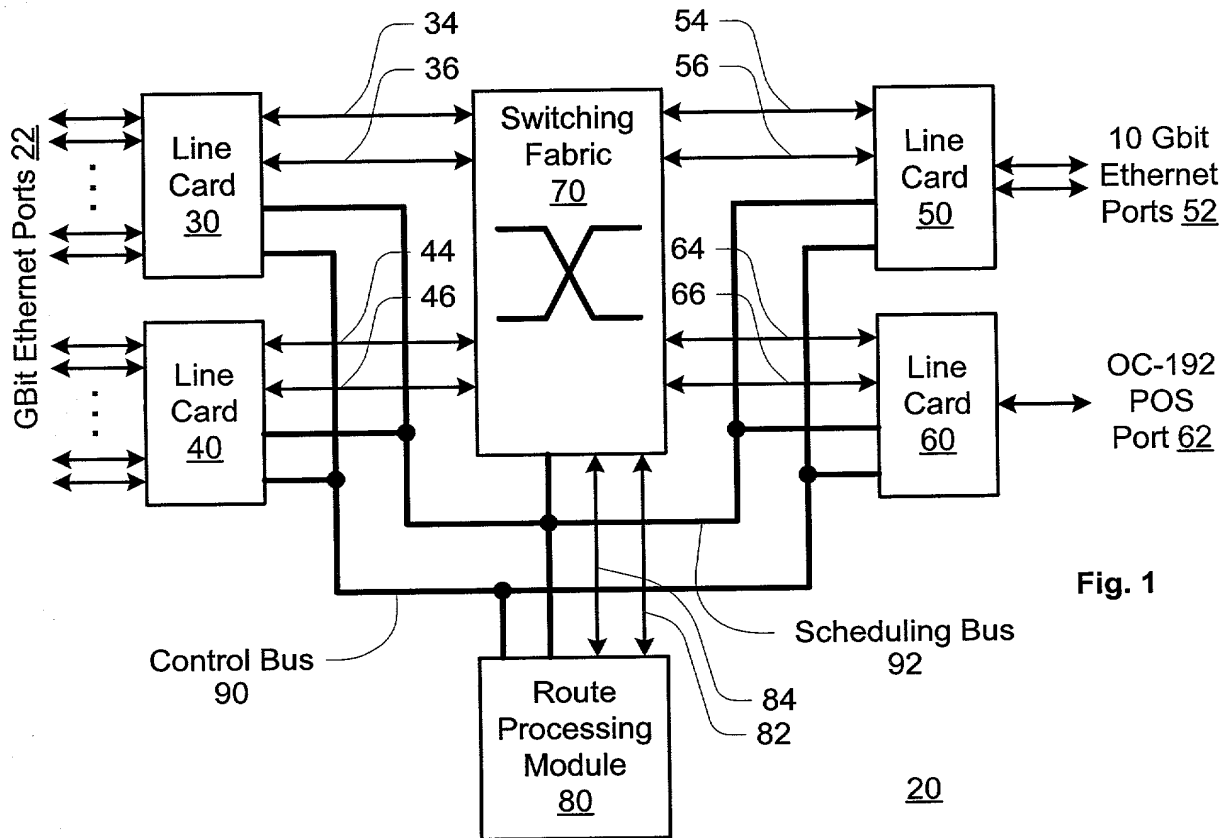 34
36
54
56
GBit Ethernet Ports 22
Line
Card
30
Switching
Fabric
70
Line
Card
50
10 Gbit
Ethernet
Ports 52
44
46
64
66
Line
Card
40
Line
Card
60
OC-192
POS
Port 62
Fig. 1
Control Bus
90
Scheduling Bus
92
Route
Processing
Module
80
84
82
20